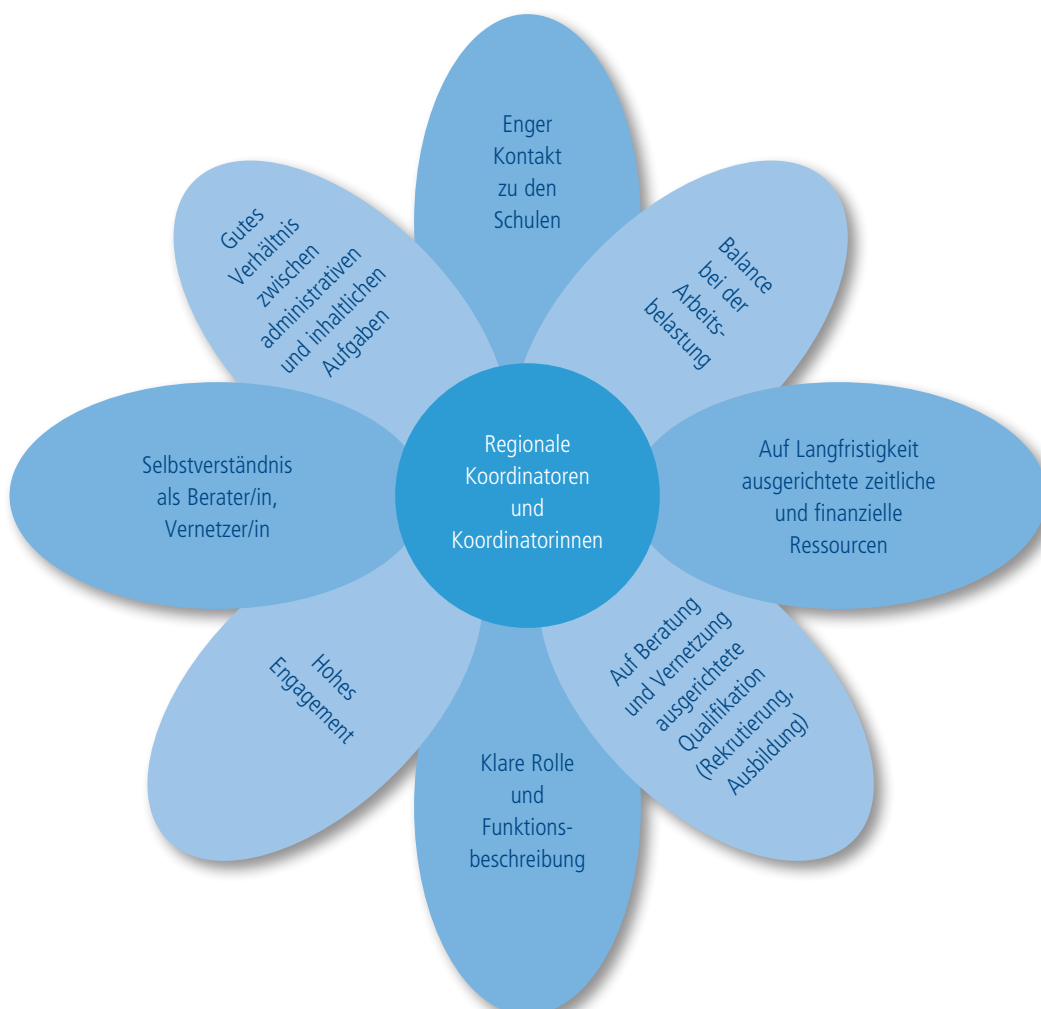 Enger
Kontakt
zu den
Schulen
Balance
bei der
Arbeits-
belastung
Auf Langfristigkeit
ausgerichtete zeitliche
und finanzielle
Ressourcen
Auf Beratung
und Vernetzung
ausgerichtete
Qualifikation
(Rekrutierung,
Ausbildung)
Klare Rolle
und
Funktions-
beschreibung
Hohes
Engagement
Selbstverständnis
als Berater/in,
Vernetzer/in
Gutes
Verhältnis
zwischen
administrativen
und inhaltlichen
Aufgaben
Regionale
Koordinatoren
und
Koordinatorinnen